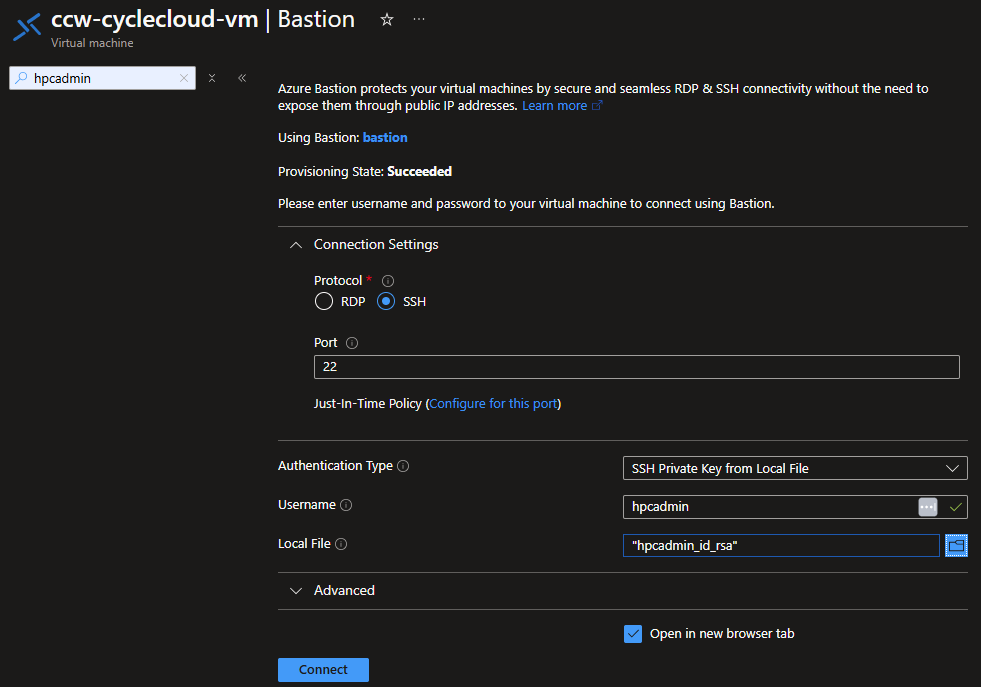 ccw-cyclecloud-vm | Bastion
Virtual machine
hpcadmin
Azure Bastion protects your virtual machines by secure and seamless RDP & SSH connectivity without the need to
expose them through public IP addresses. Learn more
Using Bastion: bastion
Provisioning State: Succeeded
Please enter username and password to your virtual machine to connect using Bastion.
Connection Settings
Protocol *
RDP SSH
Port
22
Just-In-Time Policy (Configure for this port)
Authentication Type SSH Private Key from Local File
Username hpcadmin
Local File "hpcadmin_id_rsa"
Advanced
Open in new browser tab
Connect